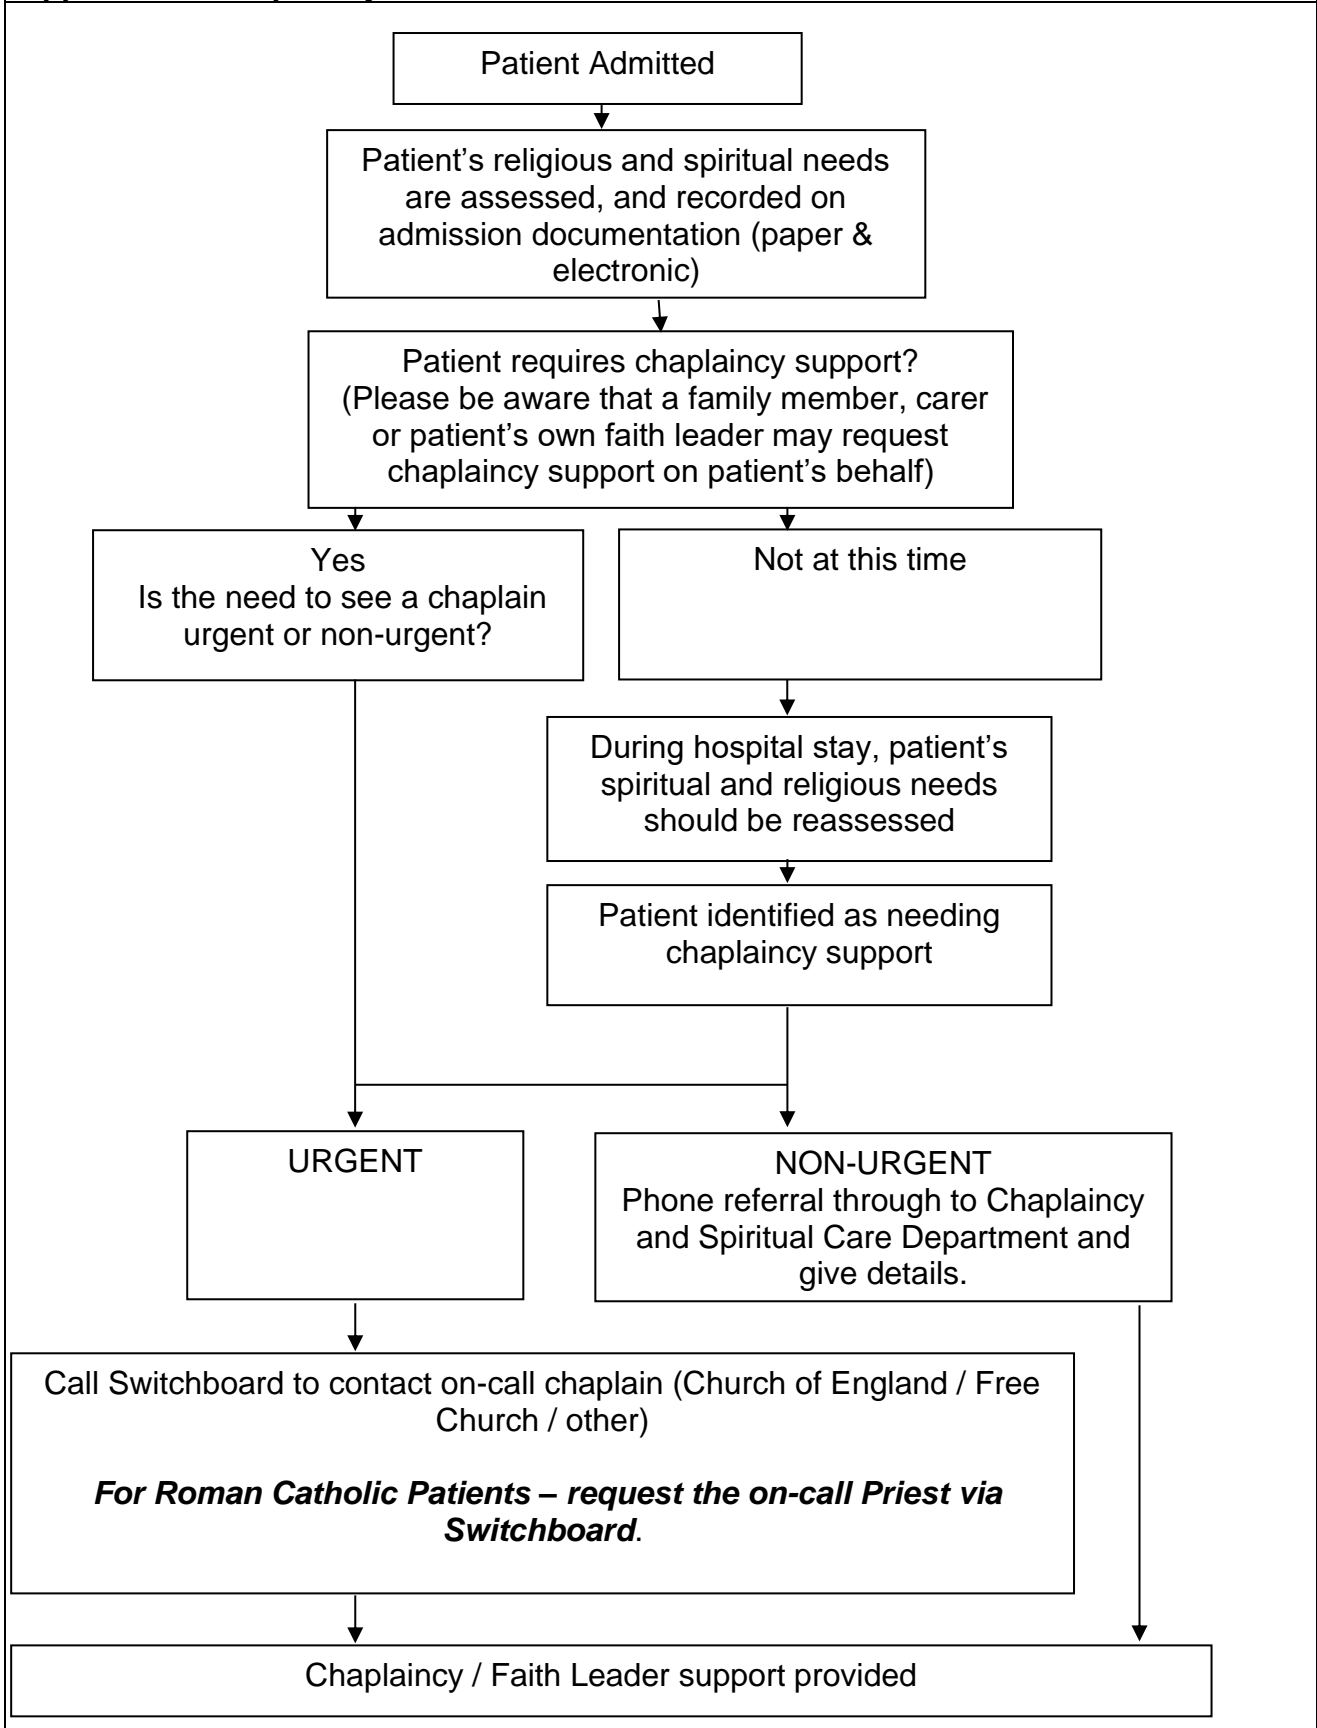 Patient Admitted
Patient’s religious and spiritual needs
are assessed, and recorded on
admission documentation (paper &
electronic)
Patient requires chaplaincy support?
(Please be aware that a family member, carer
or patient’s own faith leader may request
chaplaincy support on patient’s behalf)
Yes
Is the need to see a chaplain
urgent or non-urgent?
Not at this time
During hospital stay, patient’s
spiritual and religious needs
should be reassessed
Patient identified as needing
chaplaincy support
URGENT
NON-URGENT
Phone referral through to Chaplaincy
and Spiritual Care Department and
give details.
Call Switchboard to contact on-call chaplain (Church of England / Free
Church / other)
For Roman Catholic Patients – request the on-call Priest via
Switchboard.
Chaplaincy / Faith Leader support provided